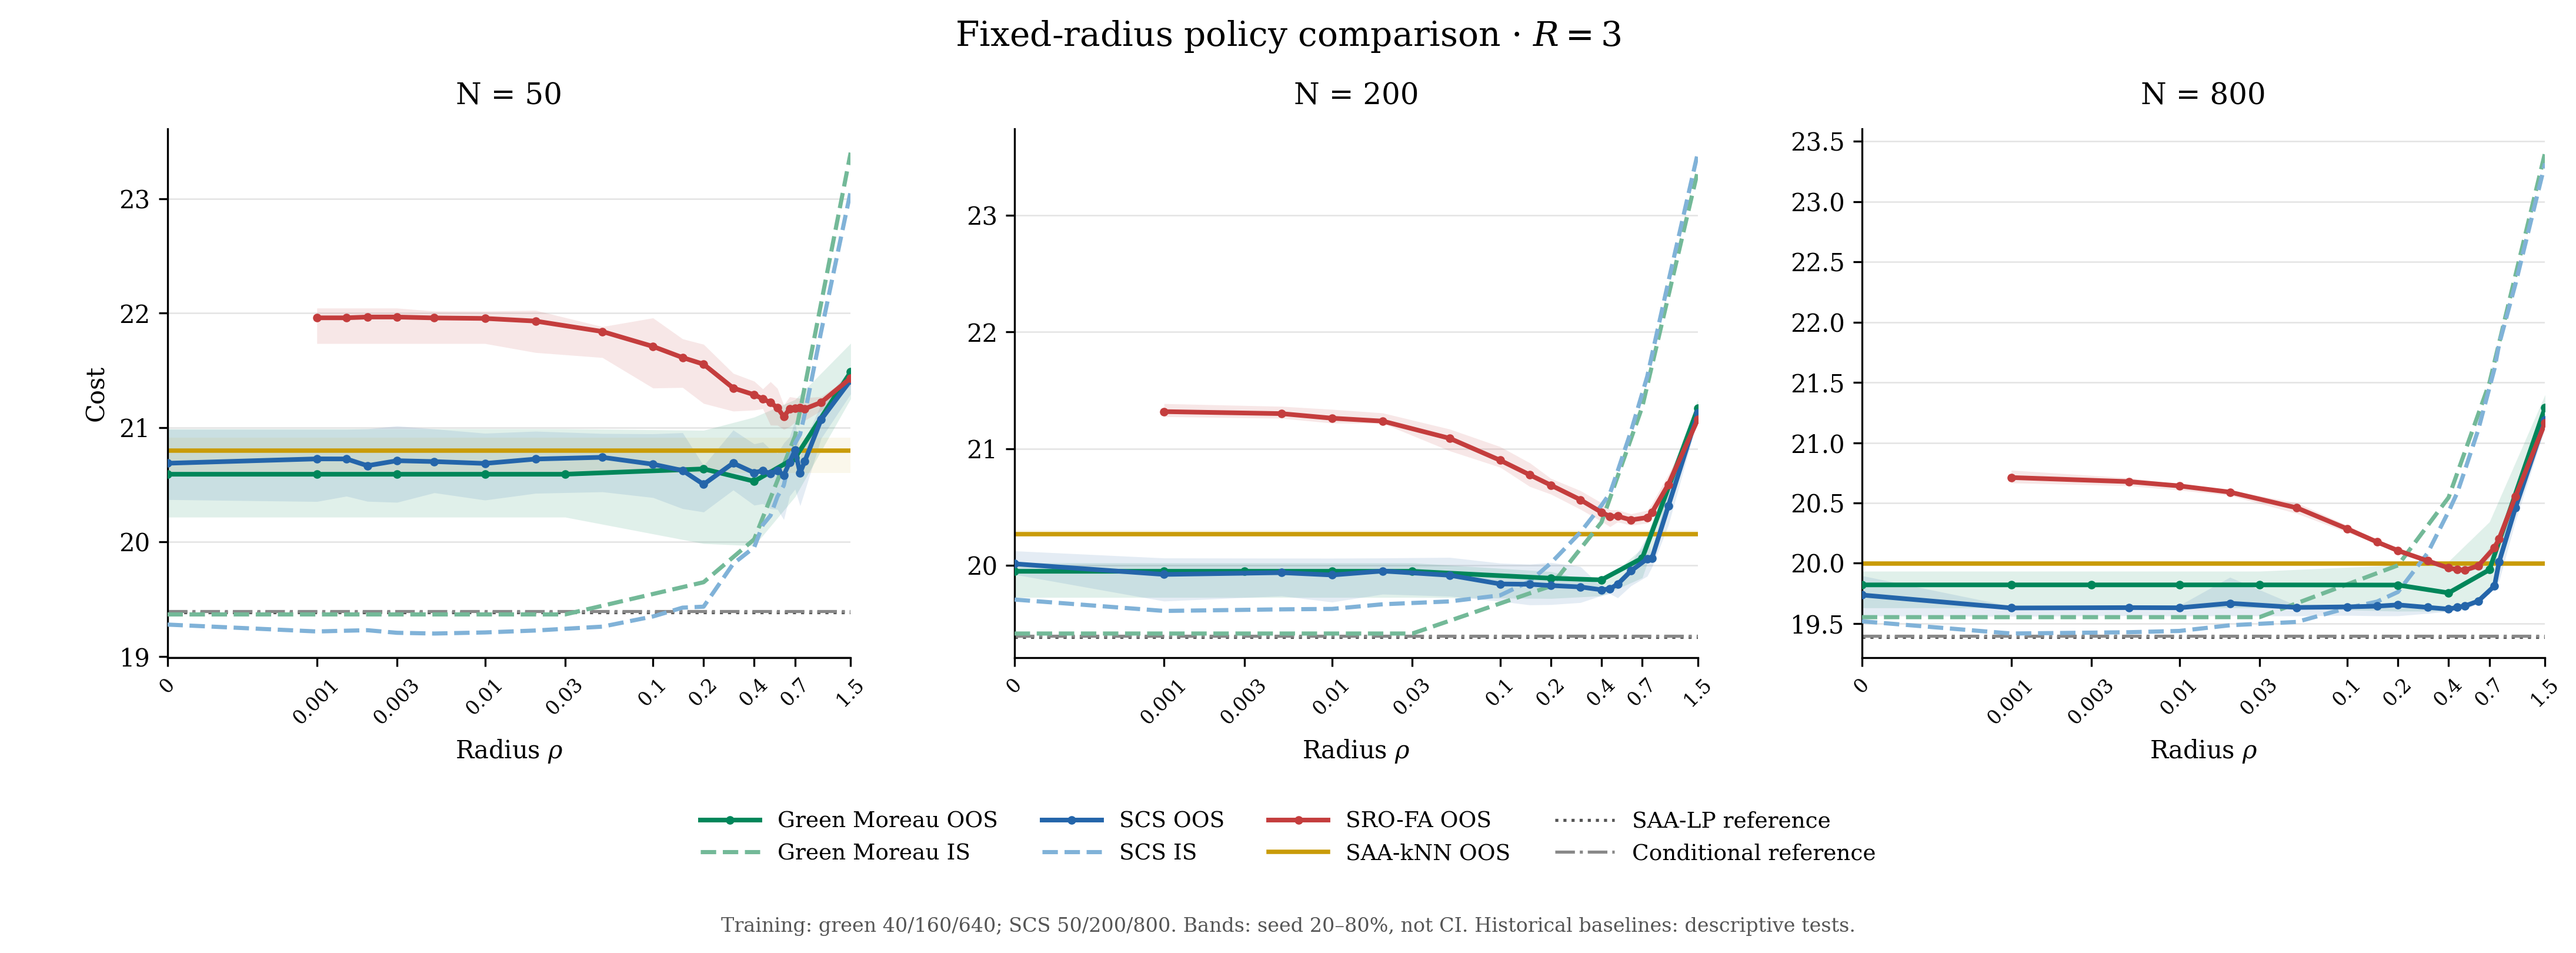 Fixed-radius policy comparison · R = 3
N = 50
N = 200
N = 800
Cost
23
22
21
20
19
23
22
21
20
23.5
23.0
22.5
22.0
21.5
21.0
20.5
20.0
19.5
0 0.001 0.003 0.01 0.03 0.1 0.2 0.4 0.7 1.5
0 0.001 0.003 0.01 0.03 0.1 0.2 0.4 0.7 1.5
0 0.001 0.003 0.01 0.03 0.1 0.2 0.4 0.7 1.5
Radius ρ
Radius ρ
Radius ρ
Green Moreau OOS
SCS OOS
SRO-FA OOS
SAA-LP reference
Green Moreau IS
SCS IS
SAA-kNN OOS
Conditional reference
Training: green 40/160/640; SCS 50/200/800. Bands: seed 20–80%, not CI. Historical baselines: descriptive tests.